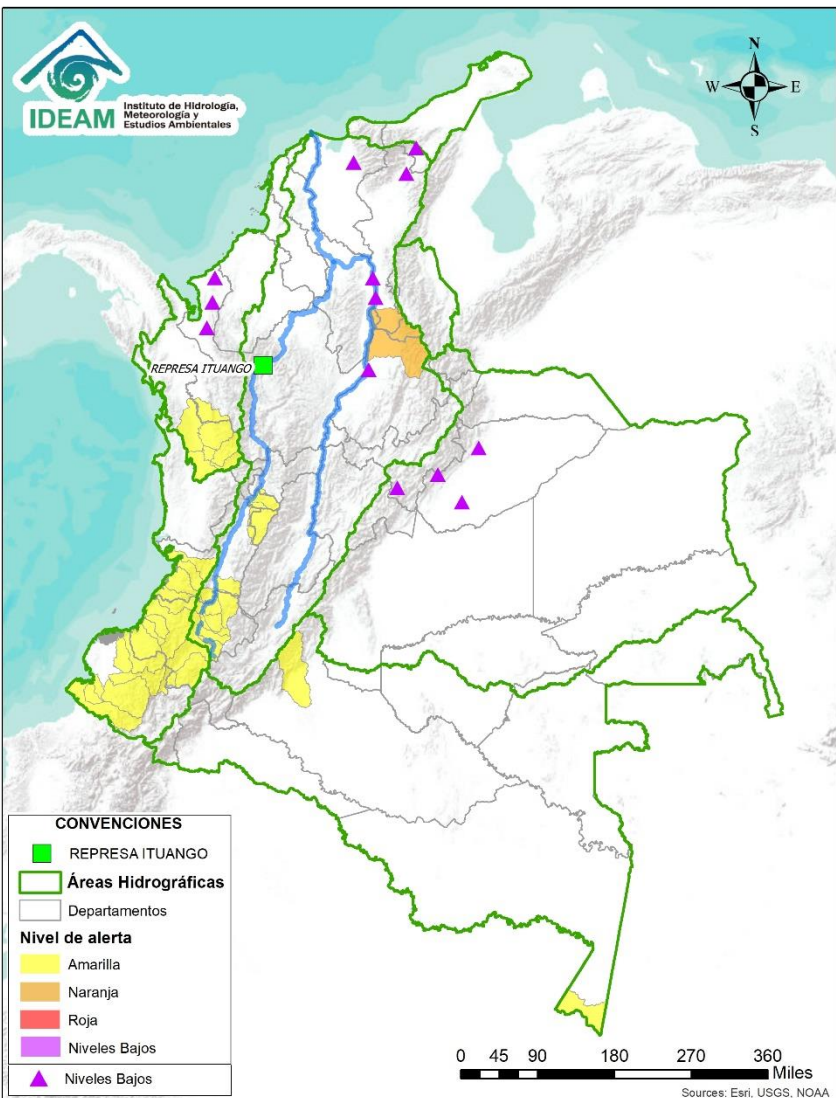 IDEAM
Instituto de Hidrología,
Meteorología y
Estudios Ambientales
N
W
E
S
REPRESA ITUANGO
CONVENCIONES
REPRESA ITUANGO
Áreas Hidrográficas
Departamentos
Nivel de alerta
Amarilla
Naranja
Roja
Niveles Bajos
Niveles Bajos
0 45 90 180 270 360
Miles
Sources: Esri, USGS, NOAA